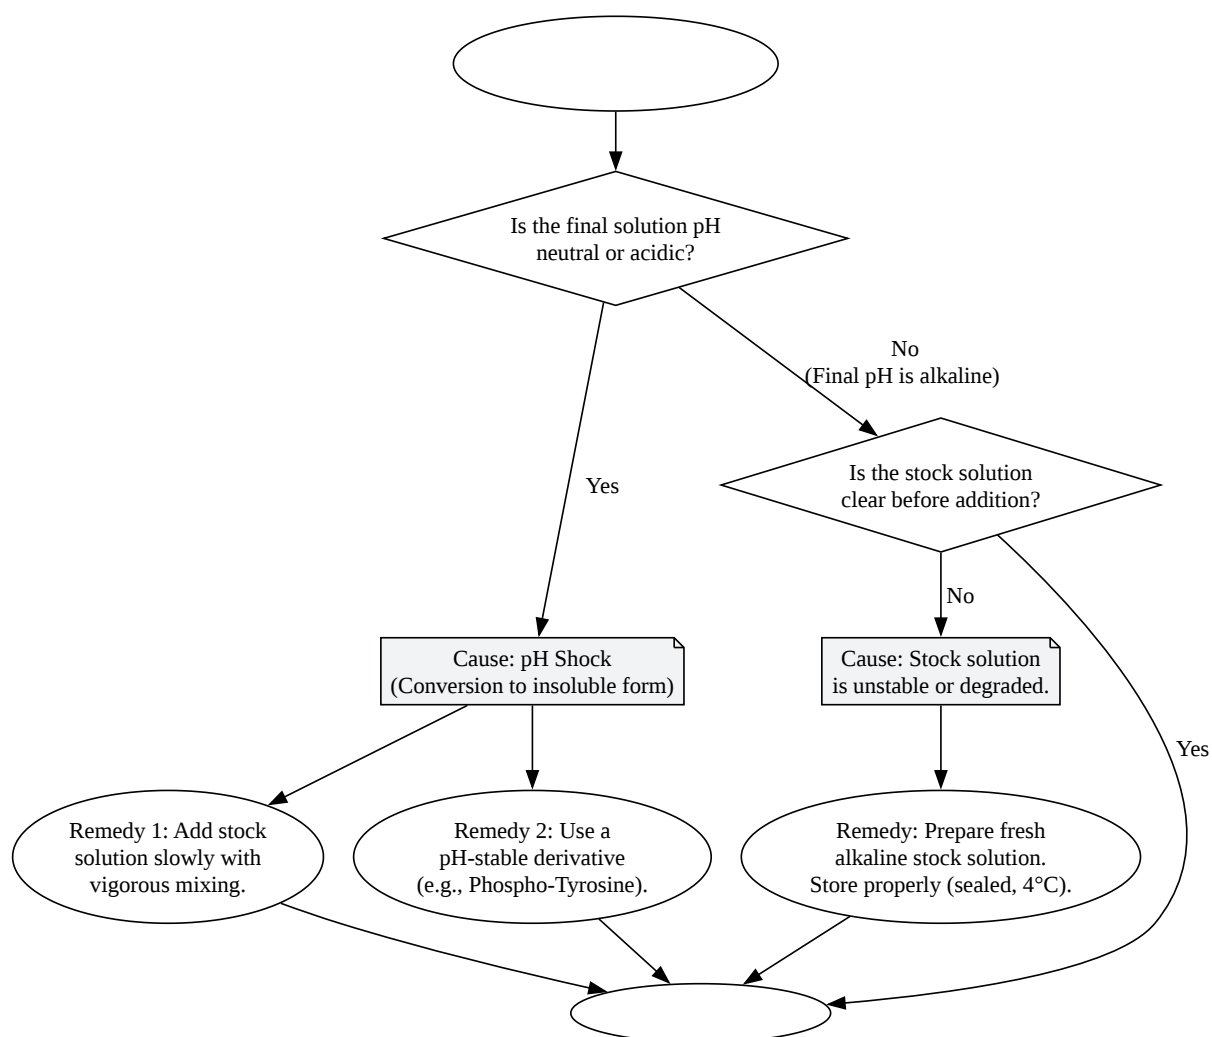 Is the final solution pH
neutral or acidic?
No
(Final pH is alkaline)
Is the stock solution
clear before addition?
Yes
No
Cause: pH Shock
(Conversion to insoluble form)
Cause: Stock solution
is unstable or degraded.
Yes
Remedy 1: Add stock
solution slowly with
vigorous mixing.
Remedy 2: Use a
pH-stable derivative
(e.g., Phospho-Tyrosine).
Remedy: Prepare fresh
alkaline stock solution.
Store properly (sealed, 4°C).